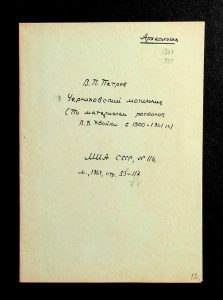 Археология
1964
В.П. Петров
Черняховский могильник
(По материалам раскопок
В.В. Хвойки в 1900-1901 гг)
МИА СССР, № 116
М., 1964, стр. 53-117